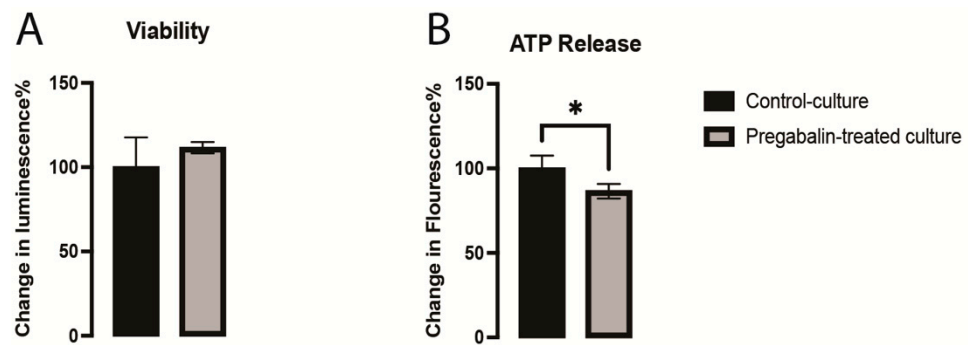 A
Viability
Change in luminescence%
150
100
50
0
B
ATP Release
Change in Flourescence%
150
100
50
0
*
Control-culture
Pregabalin-treated culture